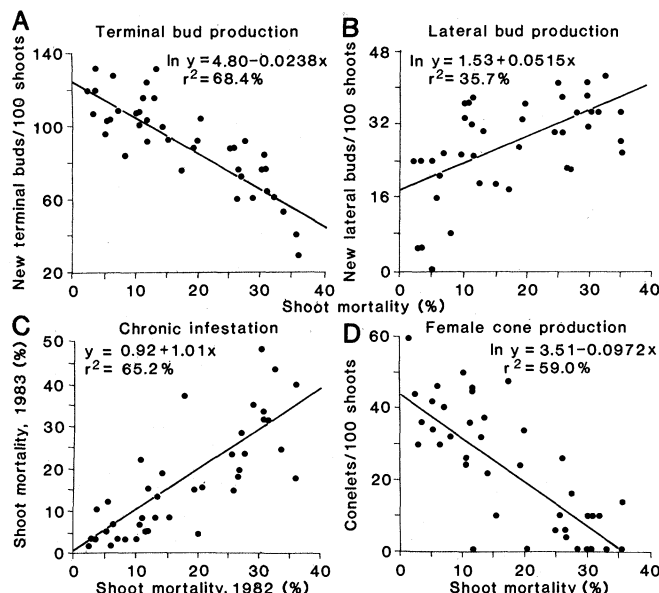 A
Terminal bud production
ln y=4.80-0.0238x
r²=68.4%
New terminal buds/100 shoots
140
100
60
20
0 10 20 30 40
B
Lateral bud production
ln y=1.53+0.0515x
r²=35.7%
New lateral buds/100 shoots
48
32
16
0
0 10 20 30 40
Shoot mortality (%)
C
Chronic infestation
y = 0.92+1.01x
r²=65.2%
Shoot mortality, 1983 (%)
50
40
30
20
10
0
0 10 20 30 40
Shoot mortality, 1982 (%)
D
Female cone production
ln y=3.51-0.0972x
r²=59.0%
Conelets/100 shoots
60
40
20
0
0 10 20 30 40
Shoot mortality (%)